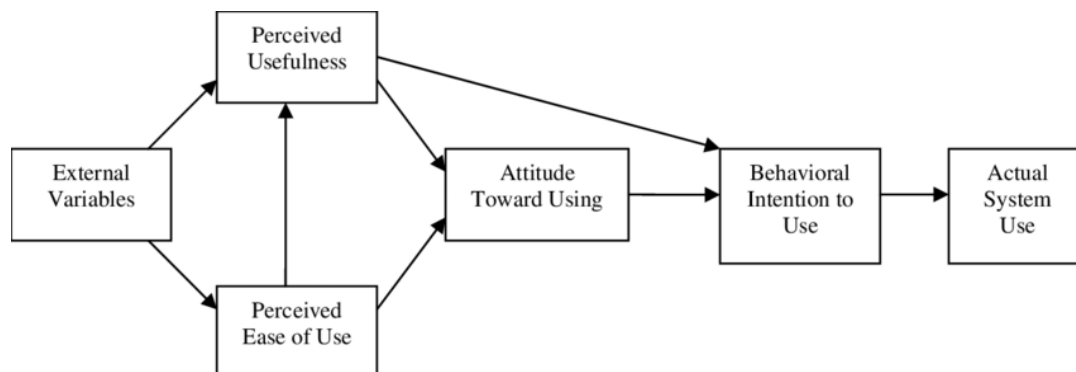 Perceived
Usefulness
External
Variables
Attitude
Toward Using
Behavioral
Intention to
Use
Actual
System
Use
Perceived
Ease of Use